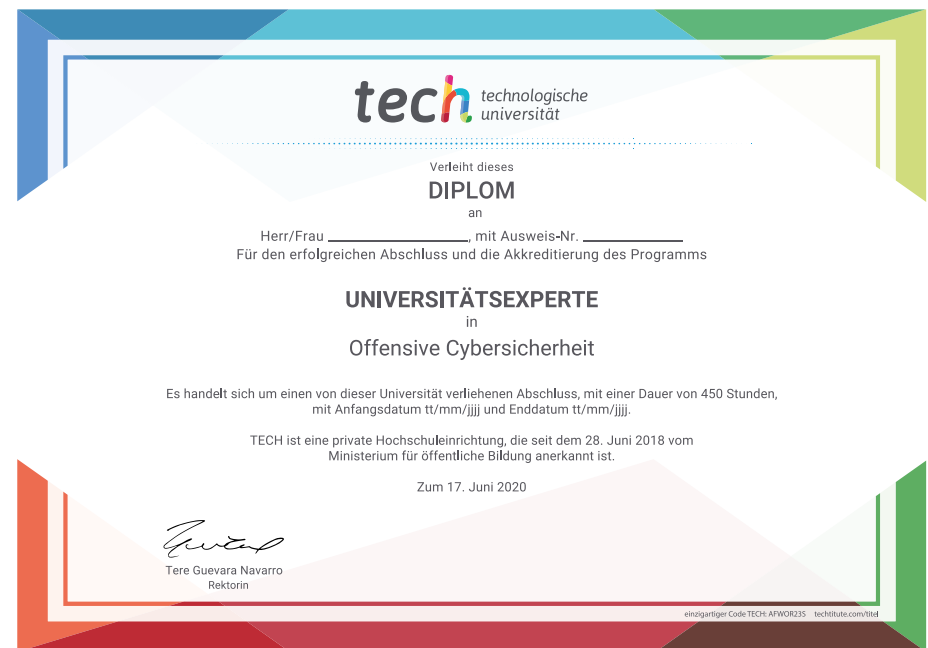 tech technologische
universität
Verleiht dieses
DIPLOM
an
Herr/Frau ____________________, mit Ausweis-Nr. ______________
Für den erfolgreichen Abschluss und die Akkreditierung des Programms
UNIVERSITÄTSEXPERTE
in
Offensive Cybersicherheit
Es handelt sich um einen von dieser Universität verliehenen Abschluss, mit einer Dauer von 450 Stunden,
mit Anfangsdatum tt/mm/jjjj und Enddatum tt/mm/jjjj.
TECH ist eine private Hochschuleinrichtung, die seit dem 28. Juni 2018 vom
Ministerium für öffentliche Bildung anerkannt ist.
Zum 17. Juni 2020
Tere Guevara Navarro
Rektorin
einzigartiger Code TECH: AFWOR23S techtitute.com/titel